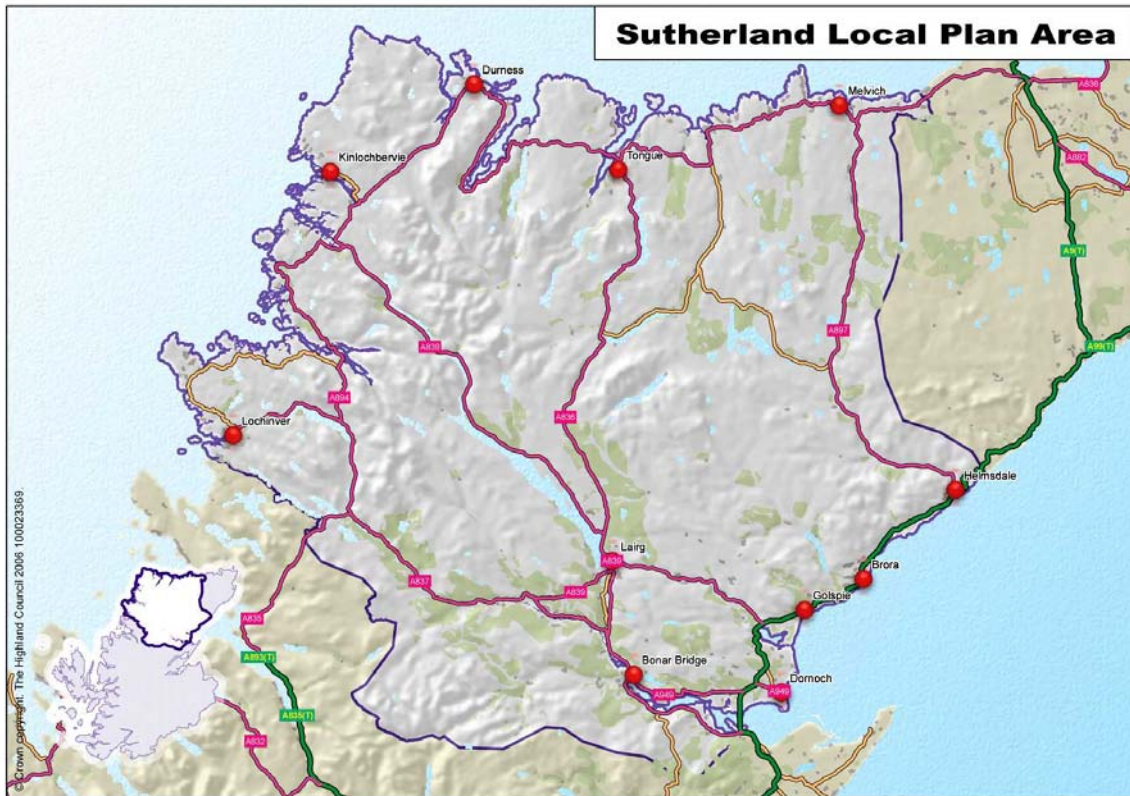 Sutherland Local Plan Area
Durness
Melvich
A836
Kinlochbervie
Tongue
A882
A9(T)
A897
A838
A99(T)
A894
A836
Lochinver
Helmsdale
Lairg
A839
Brora
A837
A839
Golspie
A835
A893(T)
Bonar Bridge
Dornoch
A949
A949
A835(T)
A832
© Crown copyright. The Highland Council 2006 100023369.